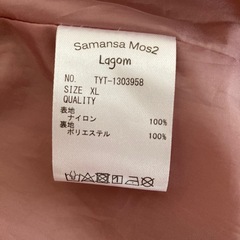 Samansa Mos2
Lagom
NO. TYT-1303958
SIZE XL
QUALITY
表地
ナイロン 100%
裏地
ポリエステル 100%